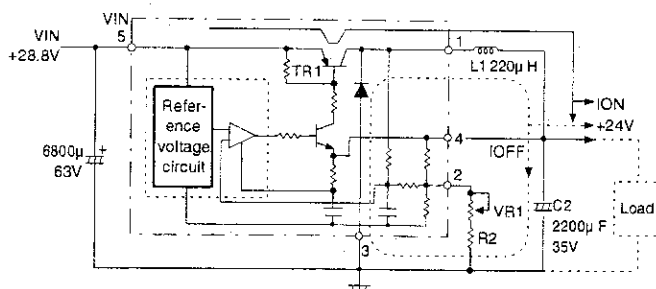 VIN
VIN
+28.8V
5
TR1
1
L1 220μ H
ION
+24V
Refer-
ence
voltage
circuit
4
IOFF
2
6800μ
63V
+
VR1
C2
2200μ F
35V
Load
R2
3